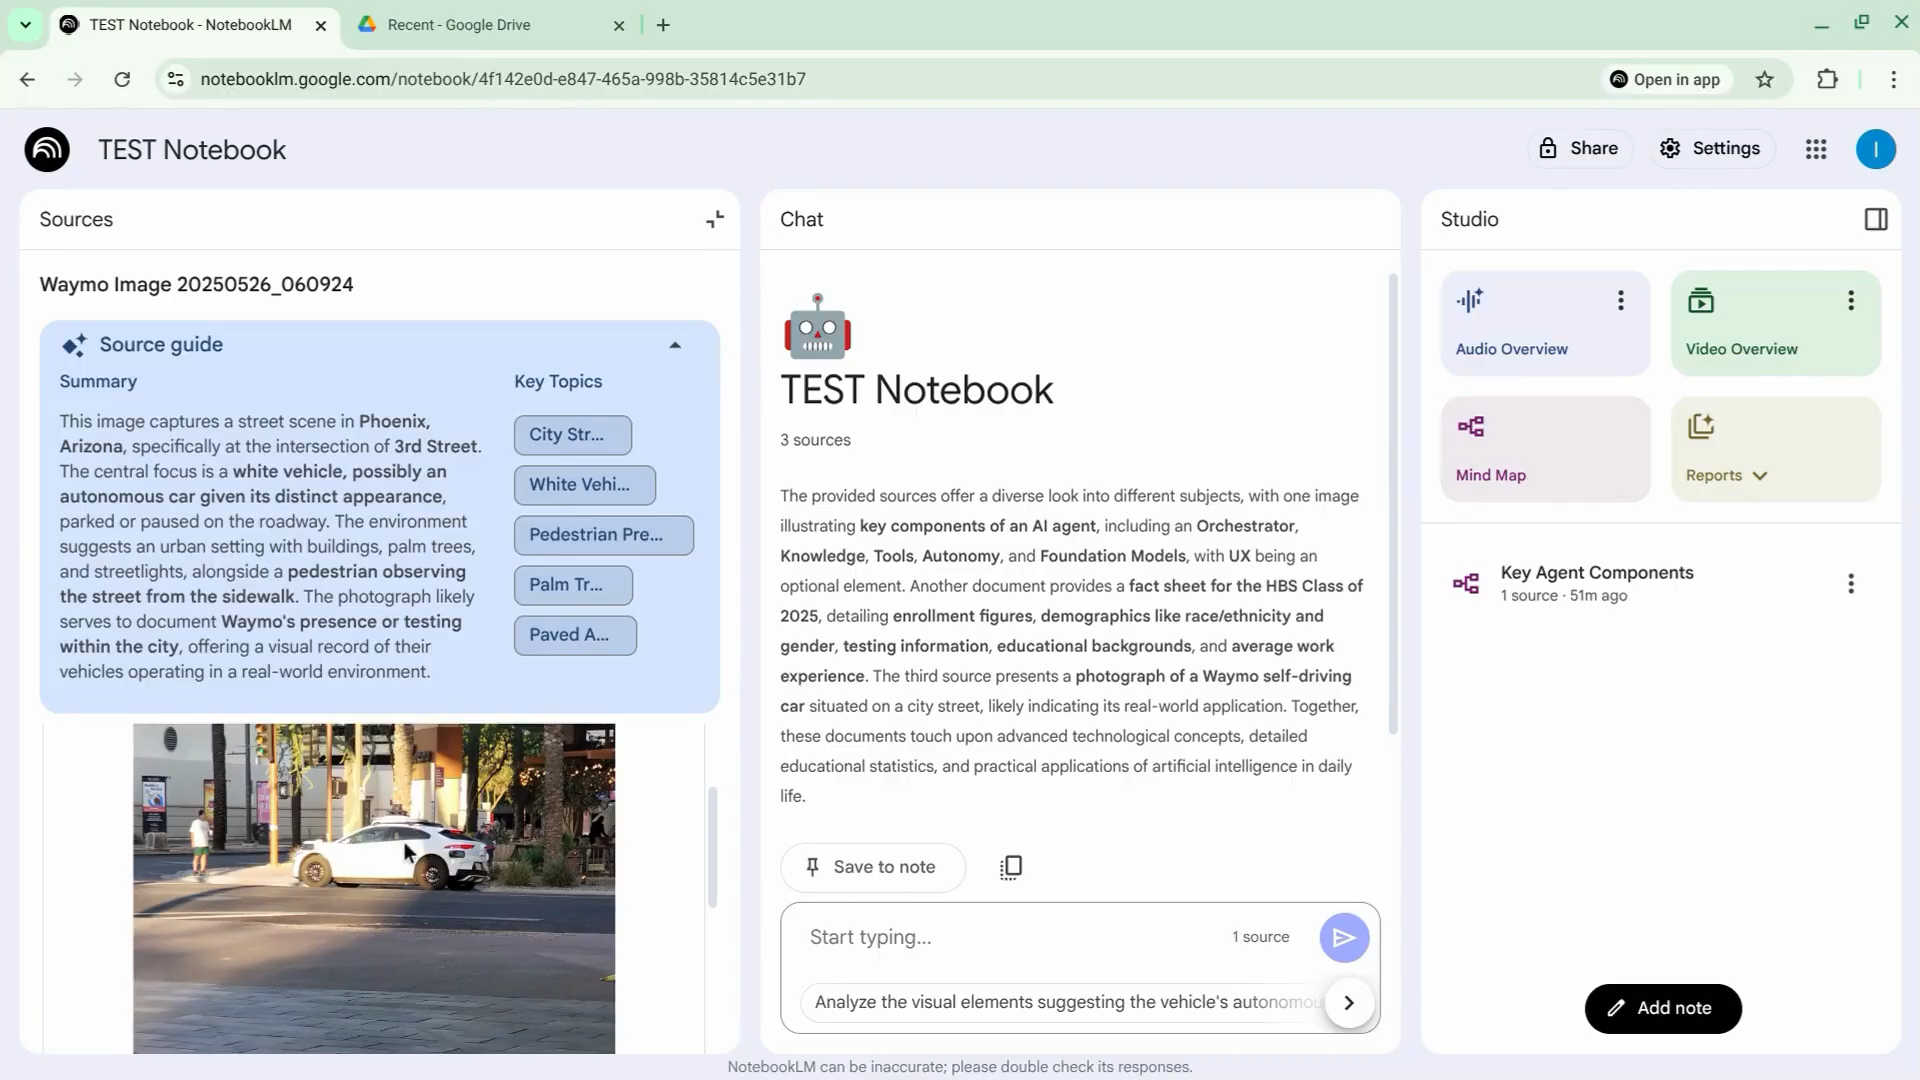 TEST Notebook - NotebookLM
Recent - Google Drive
notebooklm.google.com/notebook/4f142e0d-e847-465a-998b-35814c5e31b7
Open in app
TEST Notebook
Share
Settings
I
Sources
Waymo Image 20250526_060924
Source guide
Summary
This image captures a street scene in Phoenix,
Arizona, specifically at the intersection of 3rd Street.
The central focus is a white vehicle, possibly an
autonomous car given its distinct appearance,
parked or paused on the roadway. The environment
suggests an urban setting with buildings, palm trees,
and streetlights, alongside a pedestrian observing
the street from the sidewalk. The photograph likely
serves to document Waymo's presence or testing
within the city, offering a visual record of their
vehicles operating in a real-world environment.
Key Topics
City Str...
White Vehi...
Pedestrian Pre...
Palm Tr...
Paved A...
Chat
TEST Notebook
3 sources
The provided sources offer a diverse look into different subjects, with one image
illustrating key components of an AI agent, including an Orchestrator,
Knowledge, Tools, Autonomy, and Foundation Models, with UX being an
optional element. Another document provides a fact sheet for the HBS Class of
2025, detailing enrollment figures, demographics like race/ethnicity and
gender, testing information, educational backgrounds, and average work
experience. The third source presents a photograph of a Waymo self-driving
car situated on a city street, likely indicating its real-world application. Together,
these documents touch upon advanced technological concepts, detailed
educational statistics, and practical applications of artificial intelligence in daily
life.
Save to note
Start typing...
1 source
Analyze the visual elements suggesting the vehicle's autonomou
Studio
Audio Overview
Video Overview
Mind Map
Reports
Key Agent Components
1 source · 51m ago
Add note
NotebookLM can be inaccurate; please double check its responses.